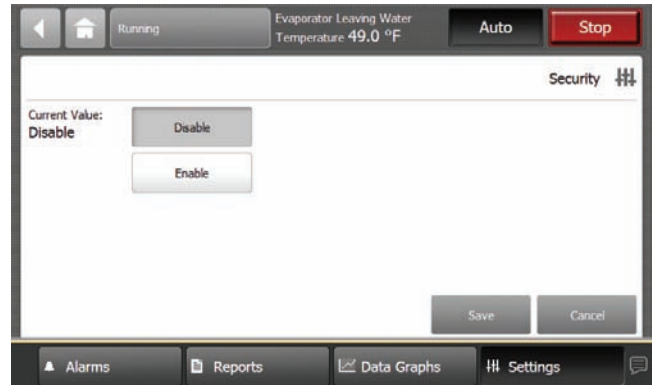 Running
Evaporator Leaving Water
Temperature 49.0 °F
Auto
Stop
Security
Current Value:
Disable
Disable
Enable
Save
Cancel
Alarms
Reports
Data Graphs
Settings